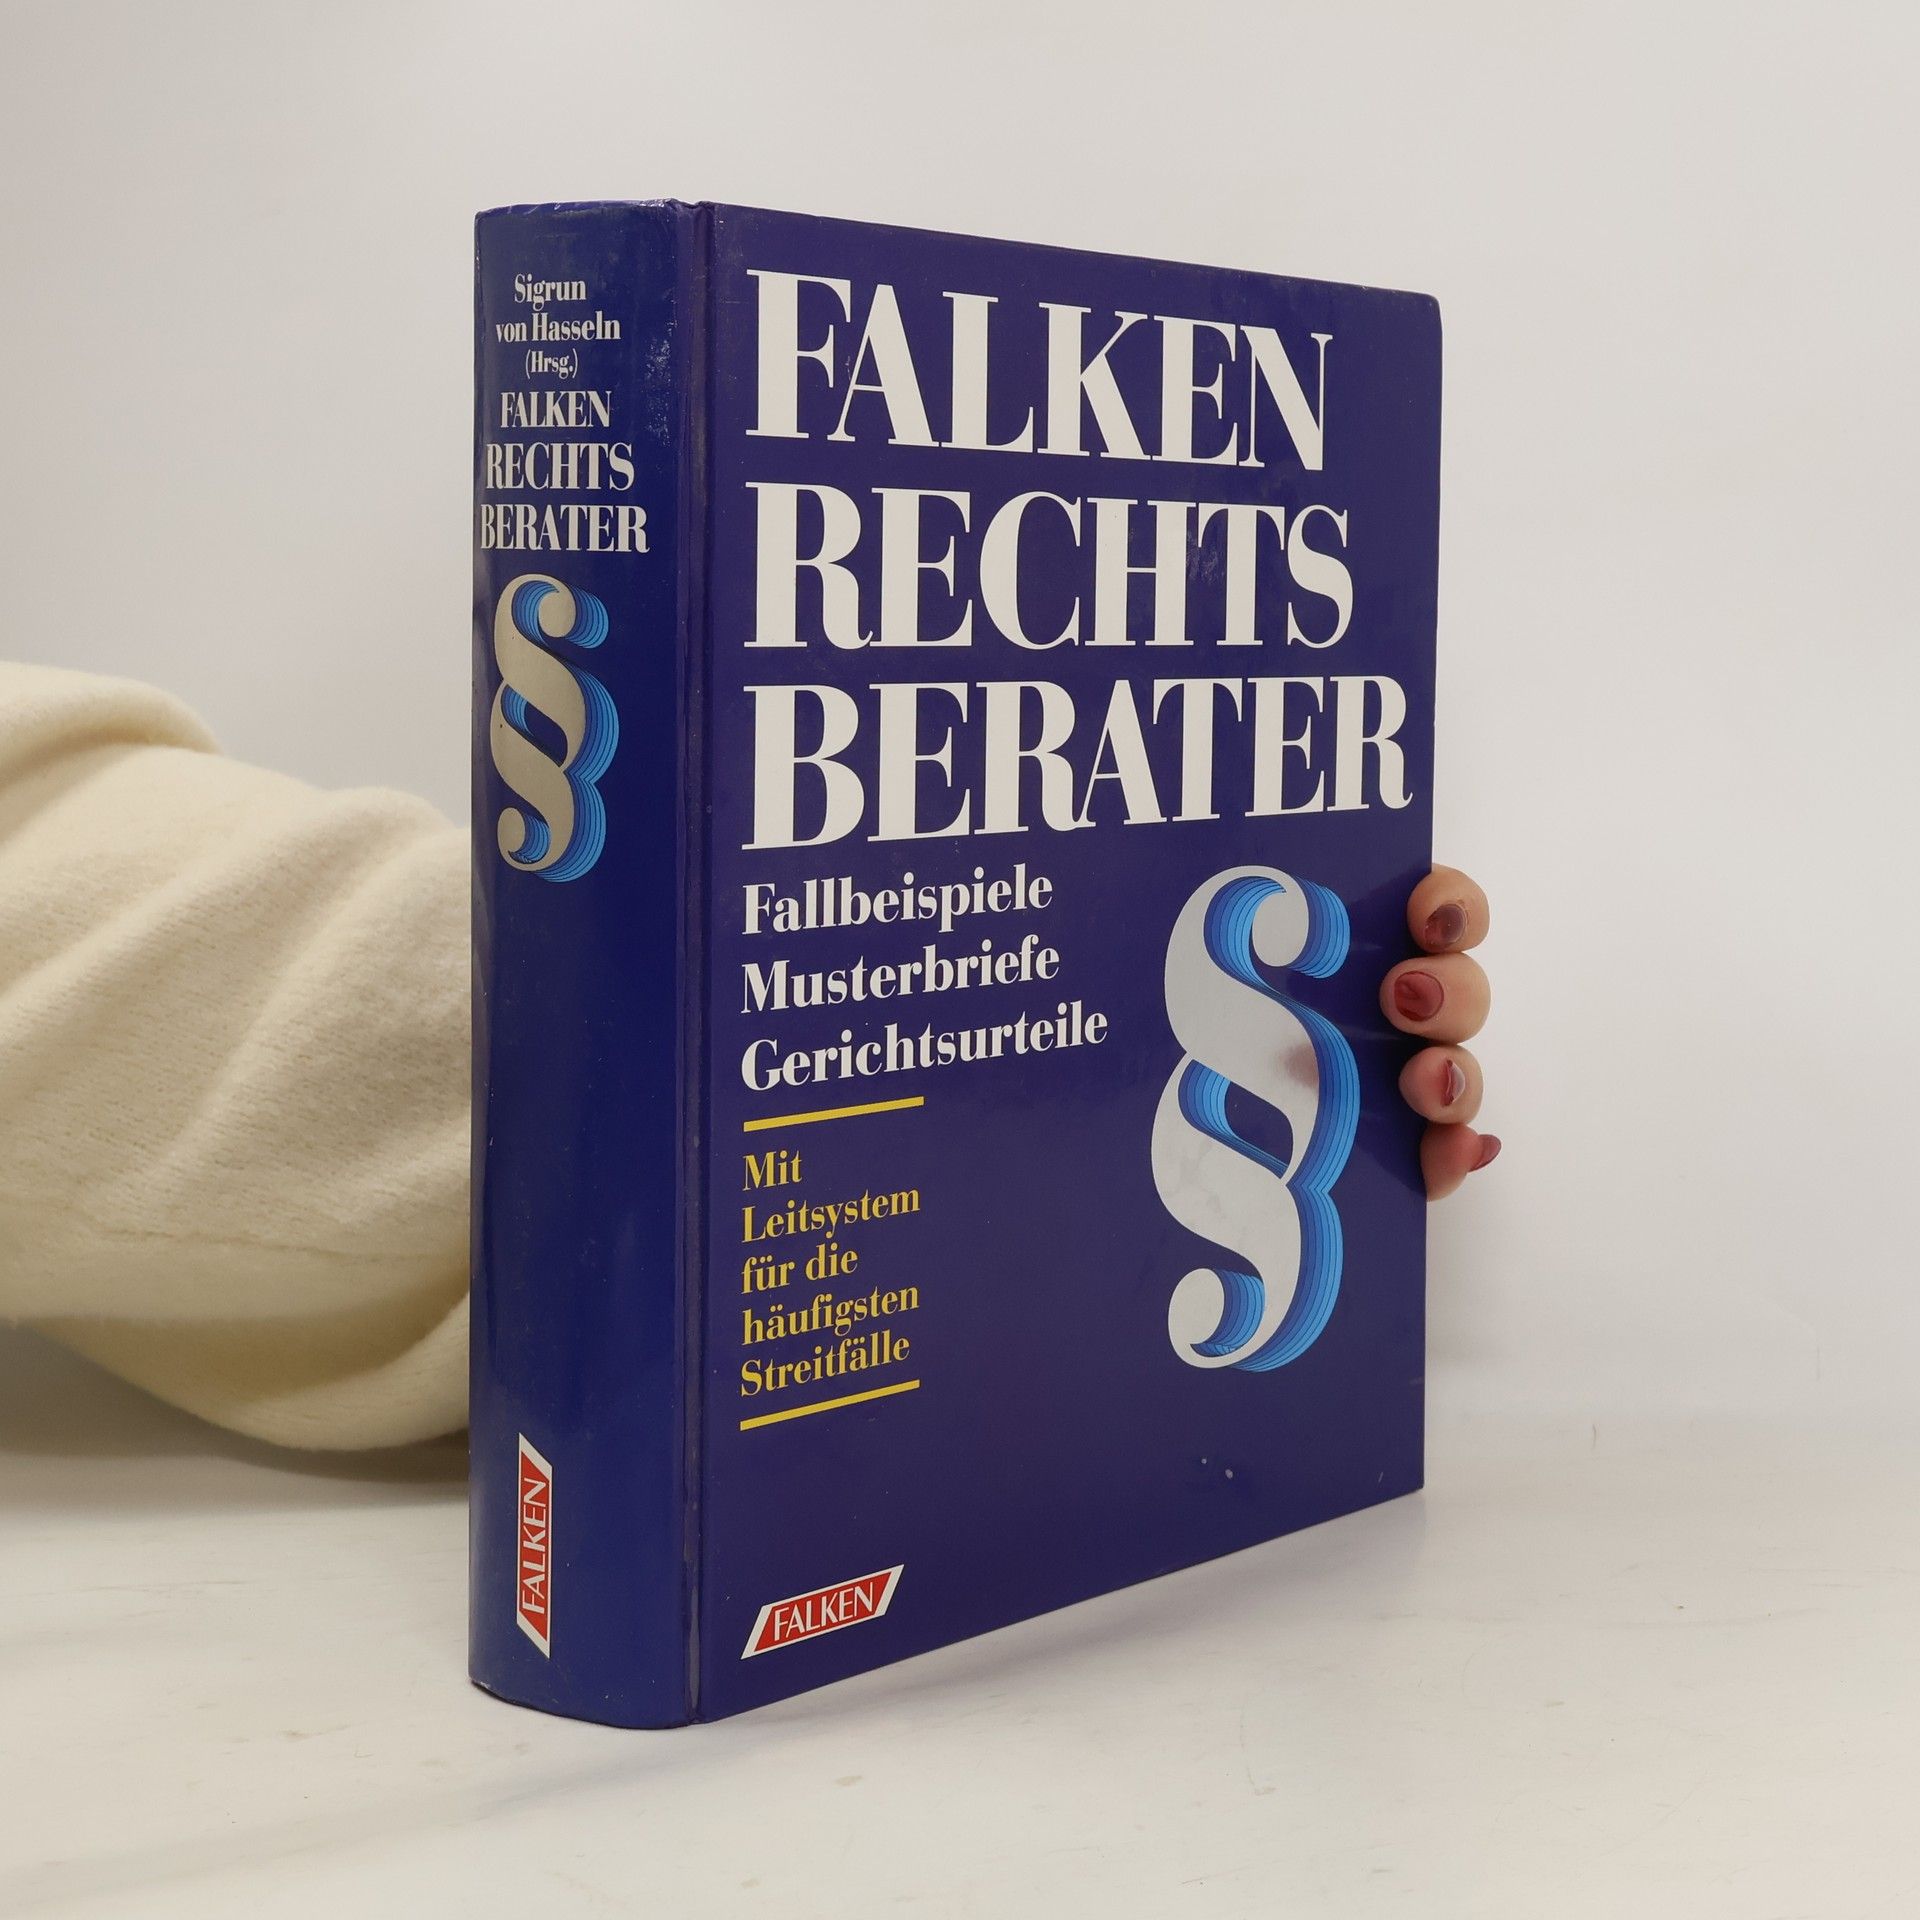 Sigrun
von Hasseln
(Hrsg.)
FALKEN
RECHTS
BERATER
§
FALKEN
FALKEN
RECHTS
BERATER
Fallbeispiele
Musterbriefe
Gerichtsurteile
Mit
Leitsystem
für die
häufigsten
Streitfälle
§
FALKEN